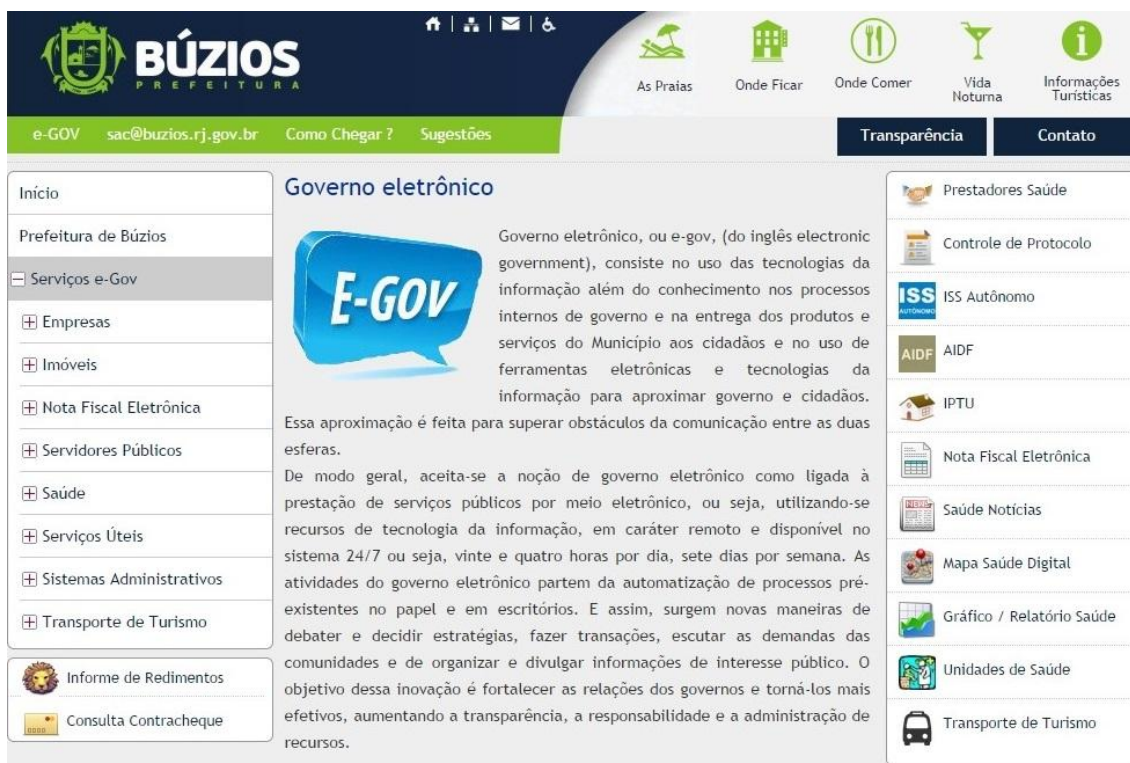 BÚZIOS
PREFEITURA
As Praias
Onde Ficar
Onde Comer
Vida
Noturna
Informações
Turísticas
e-GOV sac@buzios.rj.gov.br Como Chegar ? Sugestões
Transparência
Contato
Início
Prefeitura de Búzios
Serviços e-Gov
Empresas
Imóveis
Nota Fiscal Eletrônica
Servidores Públicos
Saúde
Serviços Úteis
Sistemas Administrativos
Transporte de Turismo
Informe de Redimentos
Consulta Contracheque
Governo eletrônico
E-GOV
Governo eletrônico, ou e-gov, (do inglês electronic
government), consiste no uso das tecnologias da
informação além do conhecimento nos processos
internos de governo e na entrega dos produtos e
serviços do Município aos cidadãos e no uso de
ferramentas eletrônicas e tecnologias da
informação para aproximar governo e cidadãos.
Essa aproximação é feita para superar obstáculos da comunicação entre as duas
esferas.
De modo geral, aceita-se a noção de governo eletrônico como ligada à
prestação de serviços públicos por meio eletrônico, ou seja, utilizando-se
recursos de tecnologia da informação, em caráter remoto e disponível no
sistema 24/7 ou seja, vinte e quatro horas por dia, sete dias por semana. As
atividades do governo eletrônico partem da automatização de processos pré-
existentes no papel e em escritórios. E assim, surgem novas maneiras de
debater e decidir estratégias, fazer transações, escutar as demandas das
comunidades e de organizar e divulgar informações de interesse público. O
objetivo dessa inovação é fortalecer as relações dos governos e torná-los mais
efetivos, aumentando a transparência, a responsabilidade e a administração de
recursos.
Prestadores Saúde
Controle de Protocolo
ISS
AUTÔNOMO
ISS Autônomo
AIDF
AIDF
IPTU
Nota Fiscal Eletrônica
Saúde Notícias
Mapa Saúde Digital
Gráfico / Relatório Saúde
Unidades de Saúde
Transporte de Turismo